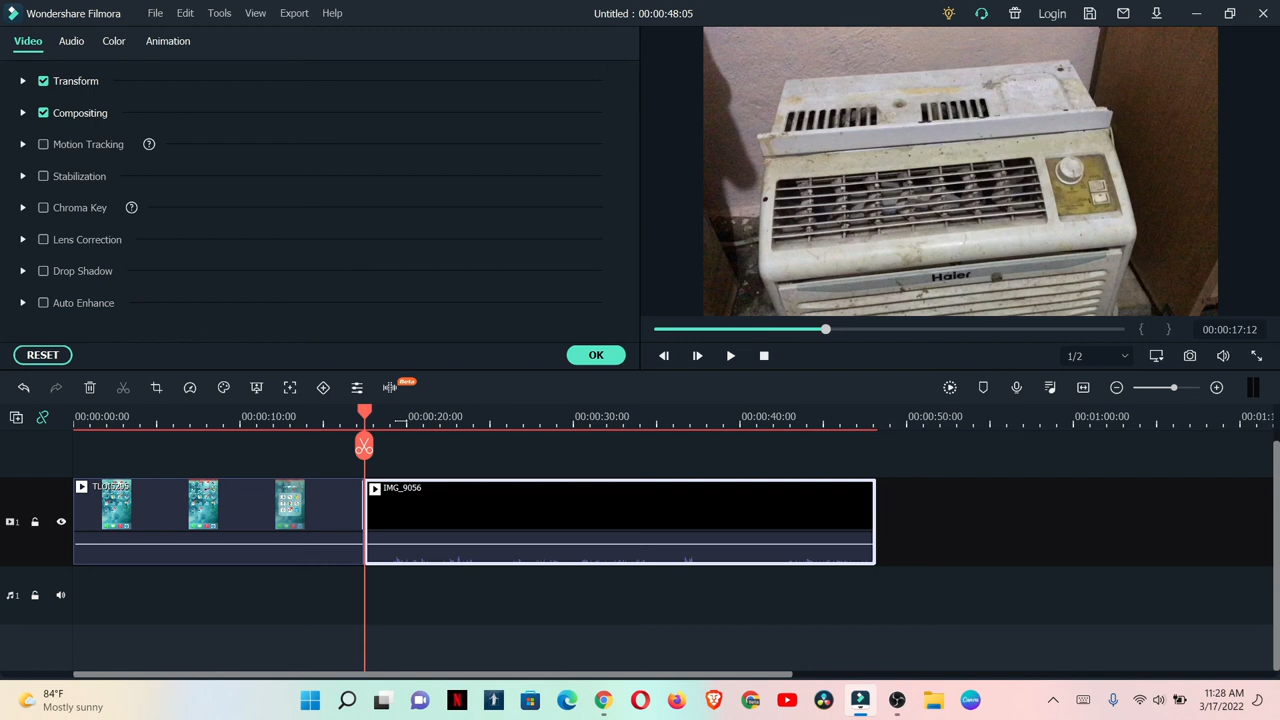 Wondershare Filmora File Edit Tools View Export Help Untitled : 00:00:48:05 Login
Video Audio Color Animation
Transform
Compositing
Motion Tracking ?
Stabilization
Chroma Key ?
Lens Correction
Drop Shadow
Auto Enhance
Haier
00:00:17:12
RESET OK 1/2
Beta
00:00:00:00 00:00:10:00 00:00:20:00 00:00:30:00 00:00:40:00 00:00:50:00 00:01:00:00
IMG_9056
1
1
84°F
Mostly sunny
11:28 AM
3/17/2022